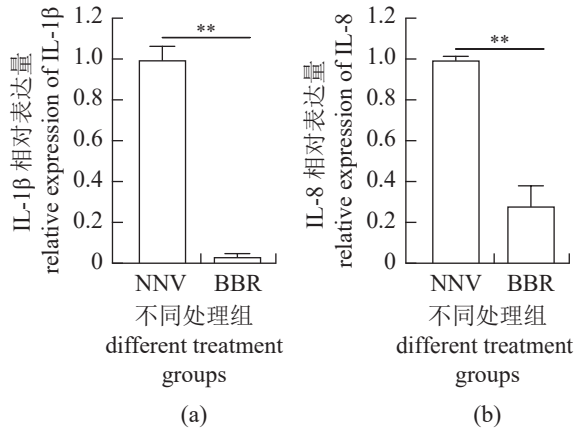 IL-1β 相对表达量
relative expression of IL-1β
1.2
1.0
0.8
0.6
0.4
0.2
0
**
NNV BBR
不同处理组
different treatment
groups
(a)
IL-8 相对表达量
relative expression of IL-8
1.2
1.0
0.8
0.6
0.4
0.2
0
**
NNV BBR
不同处理组
different treatment
groups
(b)